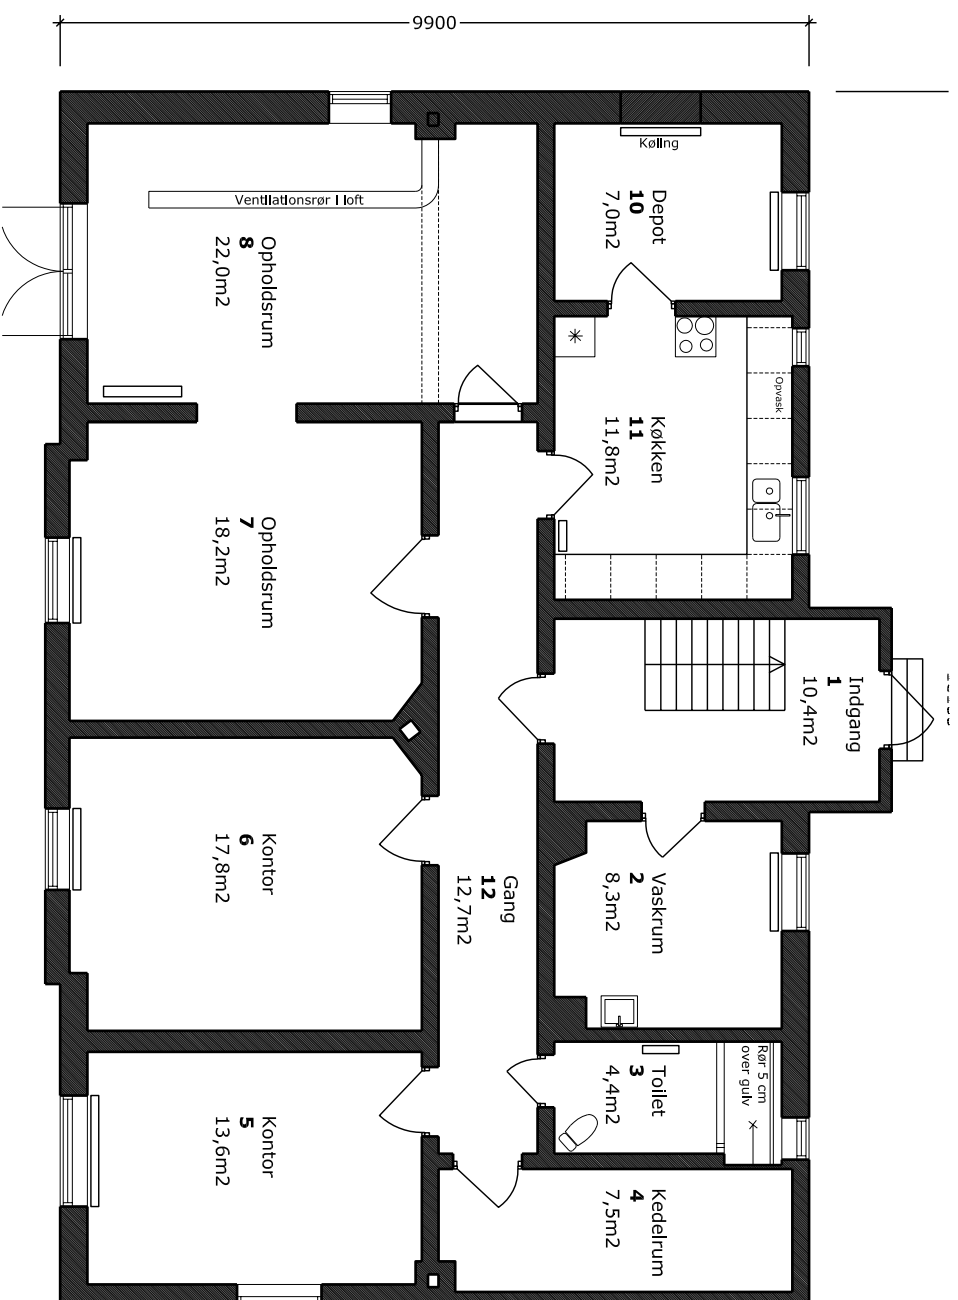 9900
Køling
Ventilationsrør i loft
Depot
10
7,0m2
Opholdsrum
8
22,0m2
Opvask
Køkken
11
11,8m2
Opholdsrum
7
18,2m2
Indgang
1
10,4m2
Kontor
6
17,8m2
Gang
12
12,7m2
Vaskrum
2
8,3m2
Rør 5 cm
over gulv
Toilet
3
4,4m2
Kontor
5
13,6m2
Kedelrum
4
7,5m2